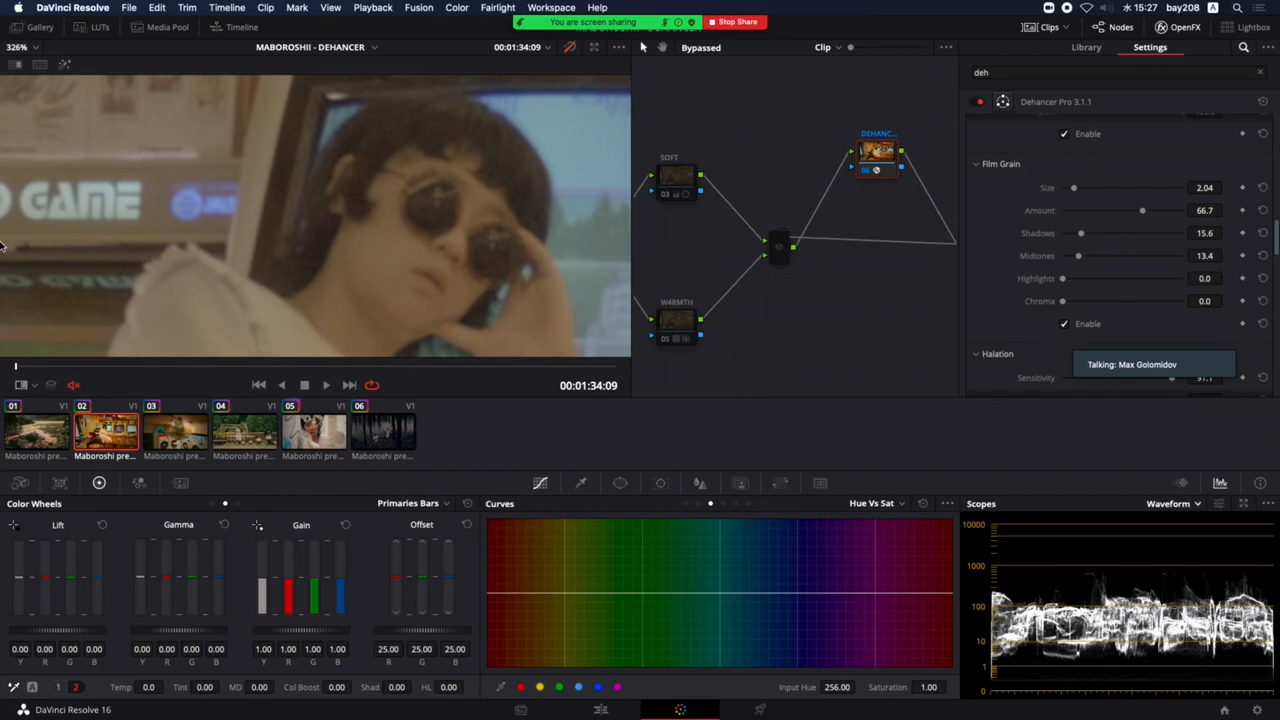 DaVinci Resolve File Edit Trim Timeline Clip Mark View Playback Fusion Color Fairlight Workspace Help 水 15:27 bay208 A
You are screen sharing Stop Share
Gallery LUTs Media Pool Timeline Clips Nodes OpenFX Lightbox
326% MABOROSHII - DEHANCER 00:01:34:09 Bypassed Clip Library Settings
deh
Dehancer Pro 3.1.1
Enable
Film Grain
Size 2.04
Amount 66.7
Shadows 15.6
Midtones 13.4
Highlights 0.0
Chroma 0.0
Enable
Halation
Talking: Max Golomidov
Sensitivity
DEHANC...
06
SOFT
03
W4RMTH
05
GAME
00:01:34:09
01 V1 02 V1 03 V1 04 V1 05 V1 06 V1
Maboroshi pre... Maboroshi pre... Maboroshi pre... Maboroshi pre... Maboroshi pre... Maboroshi pre...
Color Wheels Primaries Bars Curves Hue Vs Sat Scopes Waveform
Lift Gamma Gain Offset
0.00 0.00 0.00 0.00 0.00 0.00 0.00 0.00 1.00 1.00 1.00 1.00 25.00 25.00 25.00
Y R G B Y R G B Y R G B R G B
A 1 2 Temp 0.0 Tint 0.00 MD 0.00 Col Boost 0.00 Shad 0.00 HL 0.00
Input Hue 256.00 Saturation 1.00
10000
1000
100
10
1
0
DaVinci Resolve 16